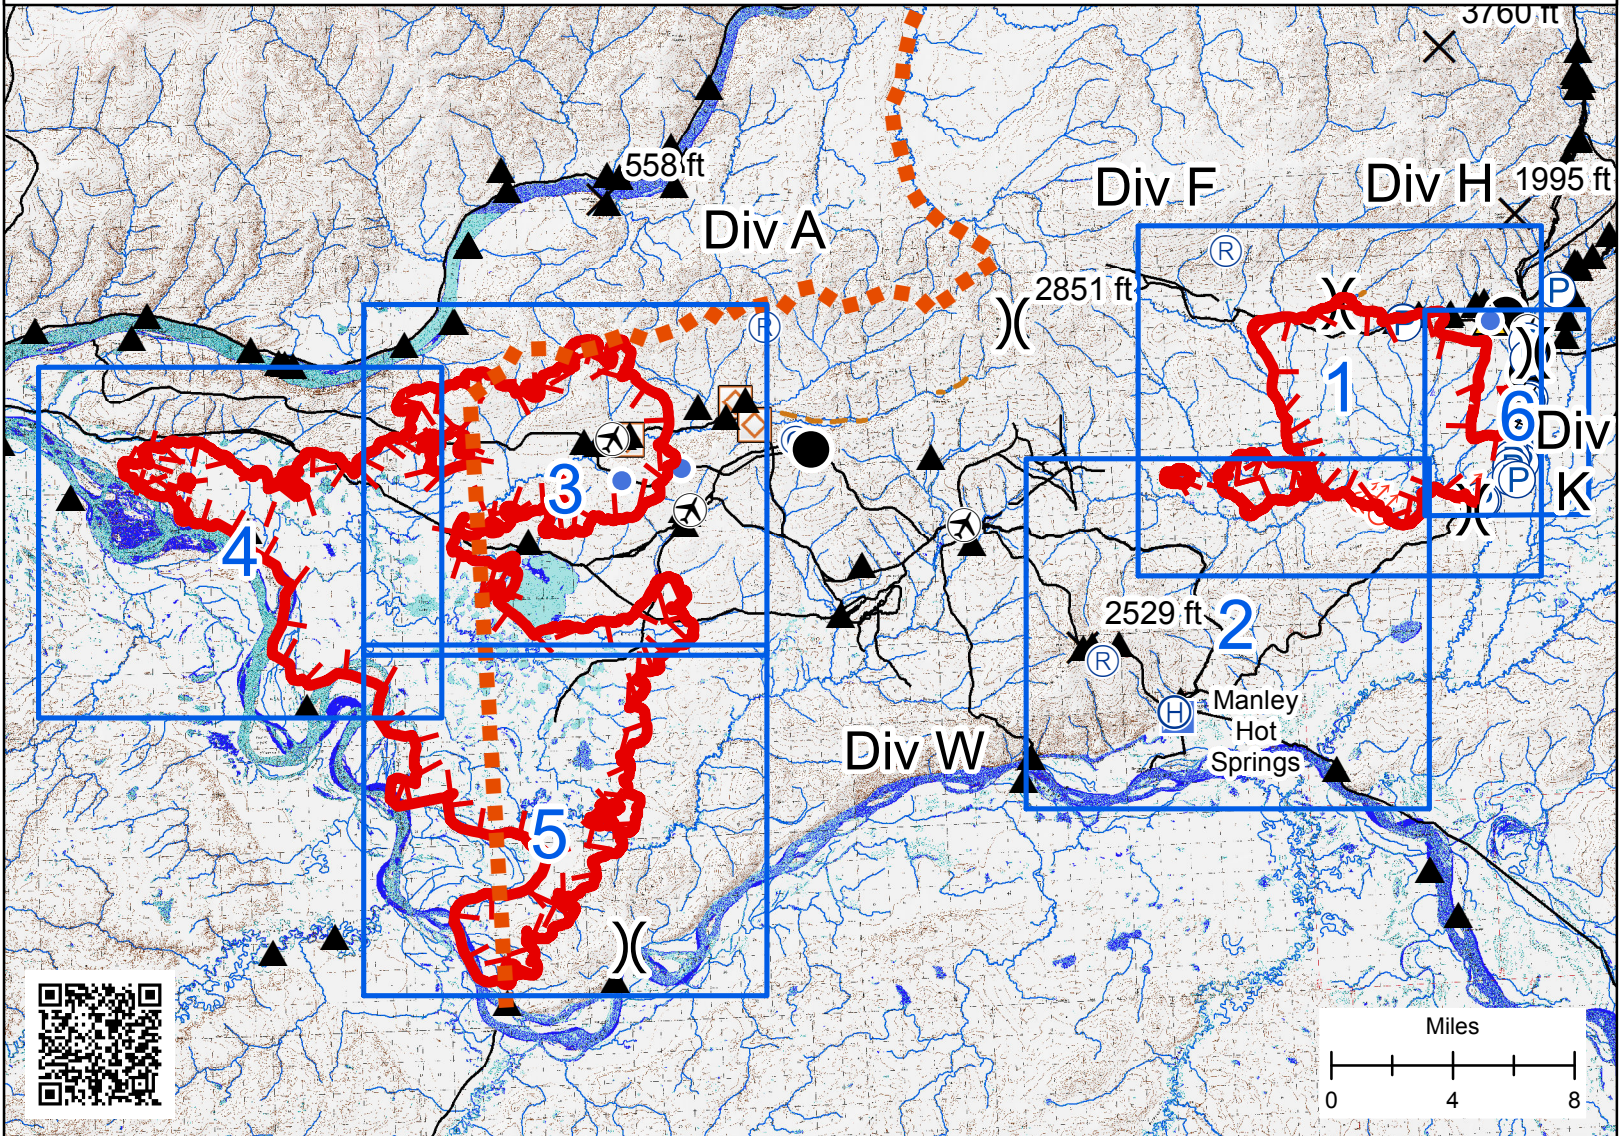 3760 ft
558 ft
Div F
Div H
1995 ft
Div A
R
2851 ft
P
R
P
1
6
Div
K
3
P
4
2529 ft
2
R
H
Manley
Hot
Springs
Div W
5
Miles
0 4 8